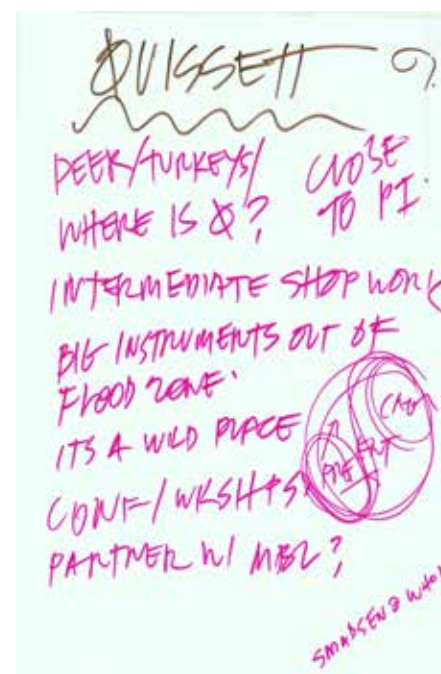 QUISSETT
DEER/TURKEYS/ CLOSE TO PI.
WHERE IS Q?
INTERMEDIATE SHOP WORK
BIG INSTRUMENTS OUT OF
FLOOD ZONE.
ITS A WILD PLACE
CONF/WKSHPS
PARTNER W/ MBL?